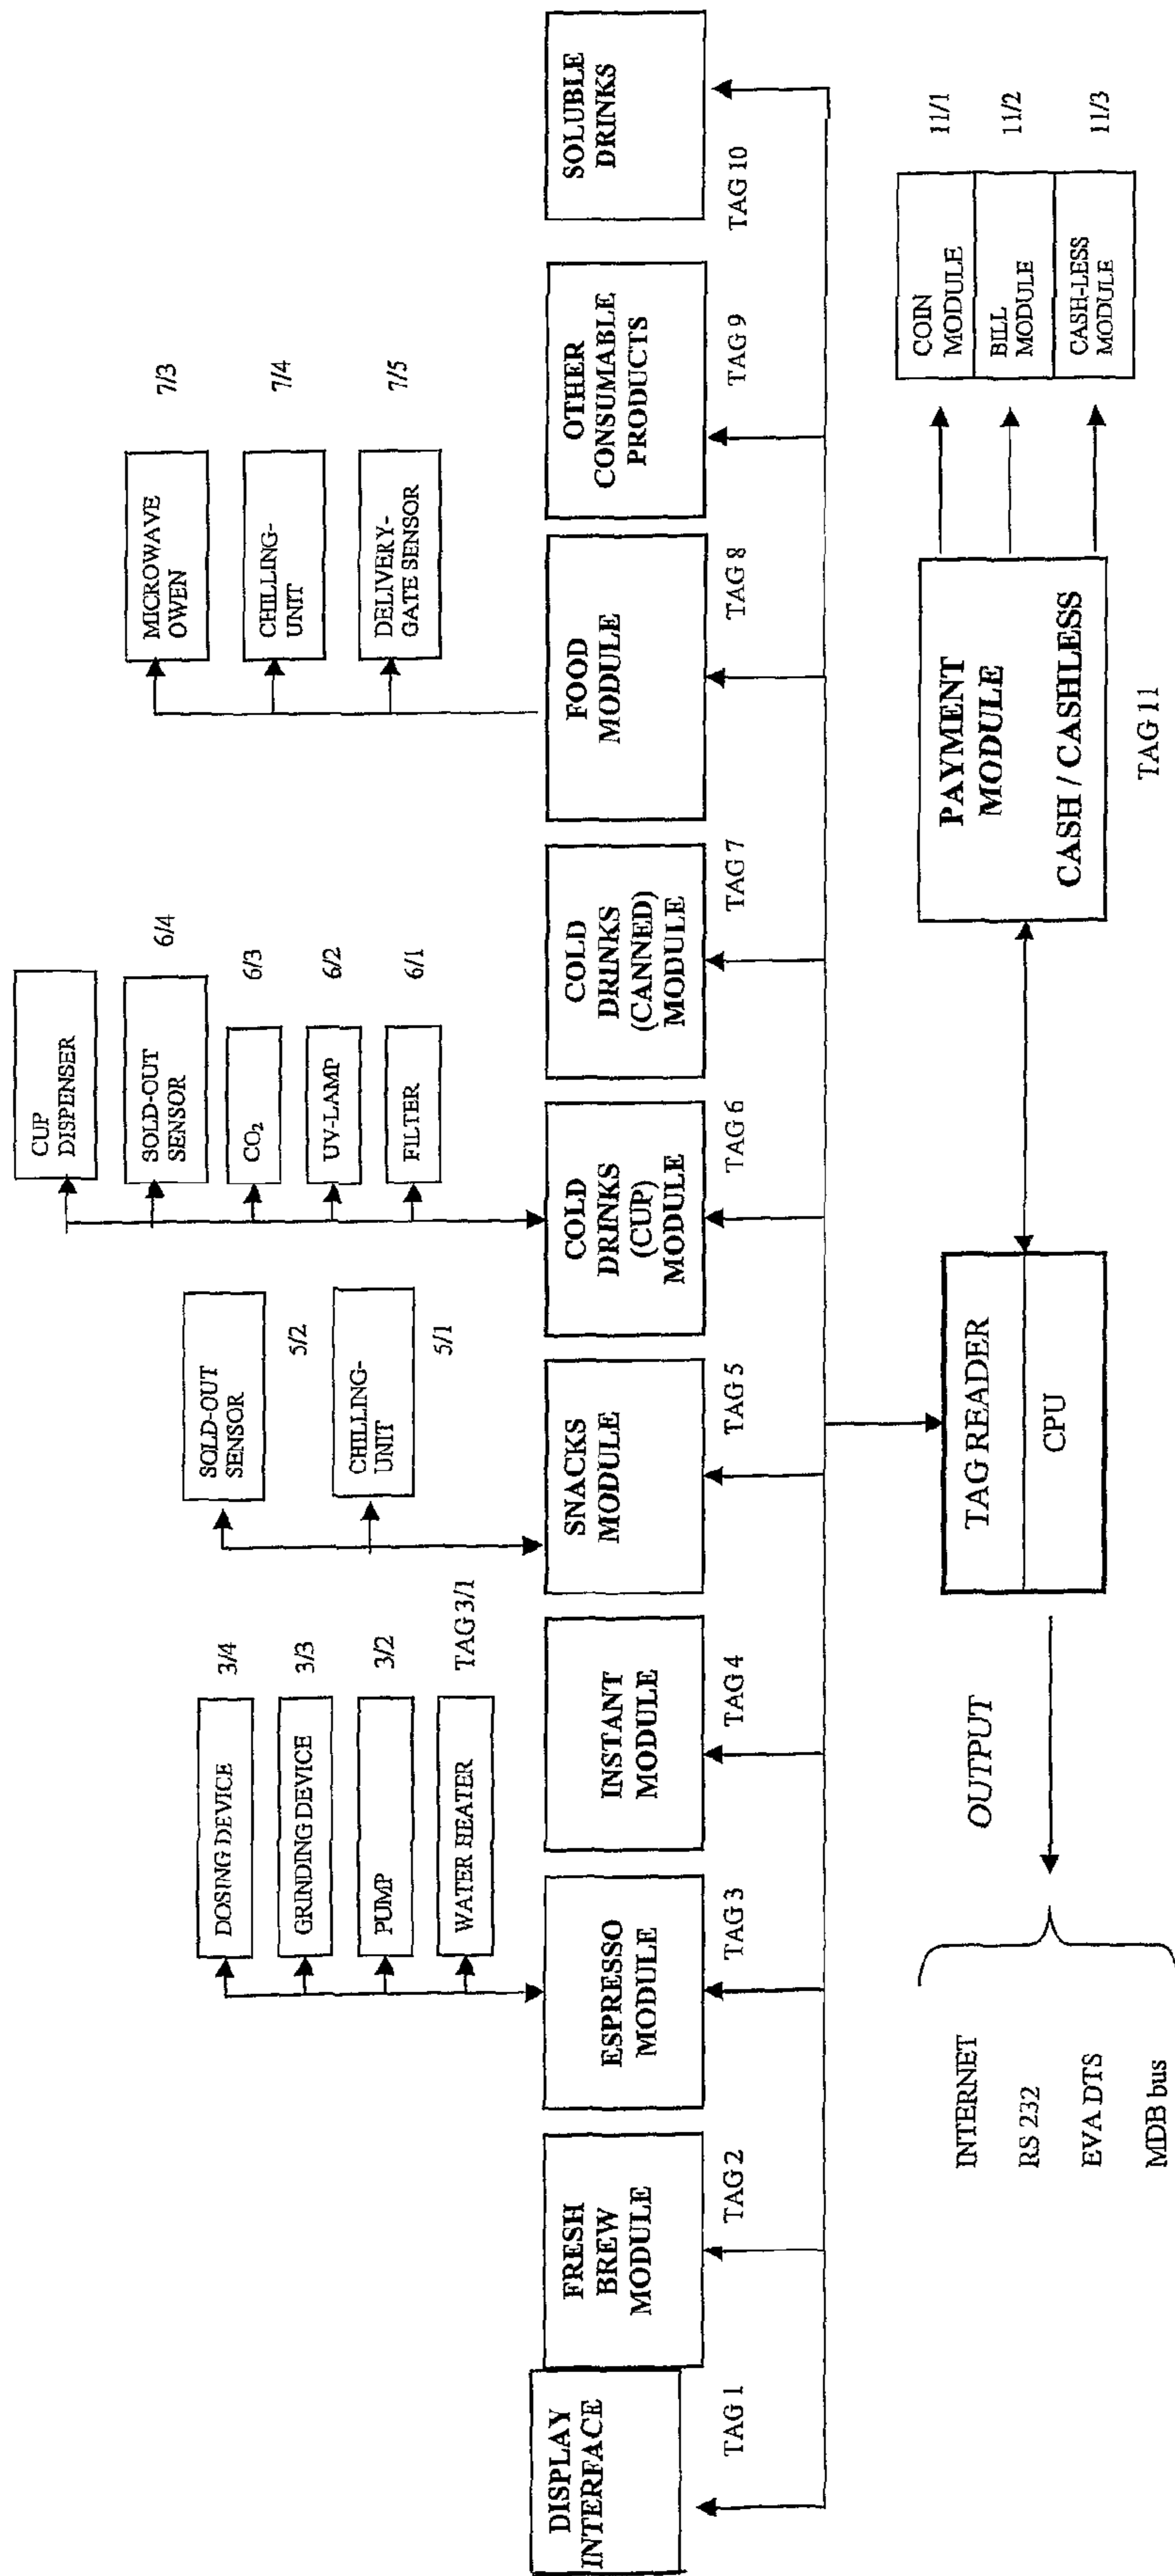 CUP
DISPENSER
SOLD-OUT
SENSOR
6/4
CO₂
6/3
UV-LAMP
6/2
FILTER
6/1
DOSING DEVICE
3/4
GRINDING DEVICE
3/3
PUMP
3/2
WATER HEATER
TAG 3/1
SOLD-OUT
SENSOR
5/2
CHILLING-
UNIT
5/1
MICROWAVE
OWEN
7/3
CHILLING-
UNIT
7/4
DELIVERY-
GATE SENSOR
7/5
DISPLAY
INTERFACE
TAG 1
FRESH
BREW
MODULE
TAG 2
ESPRESSO
MODULE
TAG 3
INSTANT
MODULE
TAG 4
SNACKS
MODULE
TAG 5
COLD
DRINKS
(CUP)
MODULE
TAG 6
COLD
DRINKS
(CANNED)
MODULE
TAG 7
FOOD
MODULE
TAG 8
OTHER
CONSUMABLE
PRODUCTS
TAG 9
SOLUBLE
DRINKS
TAG 10
INTERNET
RS 232
EVA DTS
MDB bus
OUTPUT
TAG READER
CPU
PAYMENT
MODULE
CASH / CASHLESS
TAG 11
COIN
MODULE
11/1
BILL
MODULE
11/2
CASH-LESS
MODULE
11/3